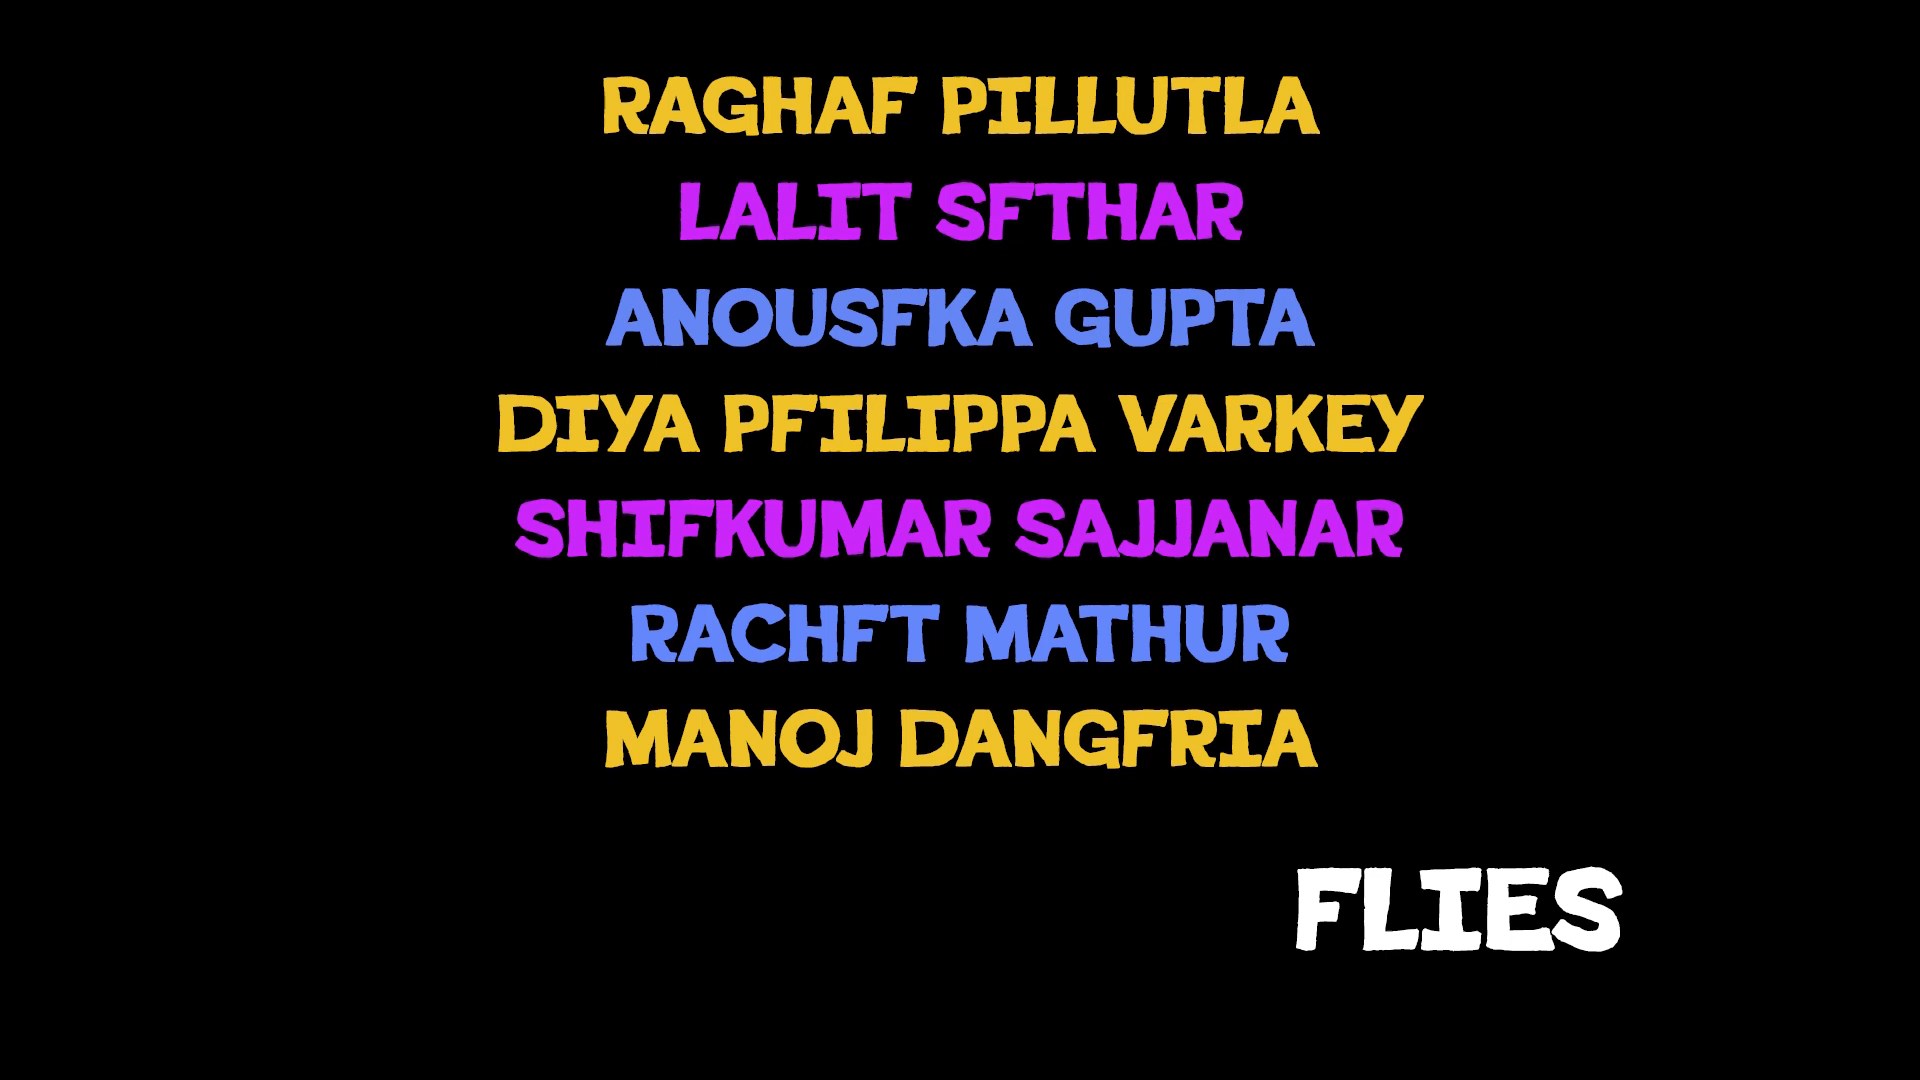 RAGHAF PILLUTLA
LALIT SFTHAR
ANOUSFKA GUPTA
DIYA PFILIPPA VARKEY
SHIFKUMAR SAJJANAR
RACHFT MATHUR
MANOJ DANGFRIA
FLIES